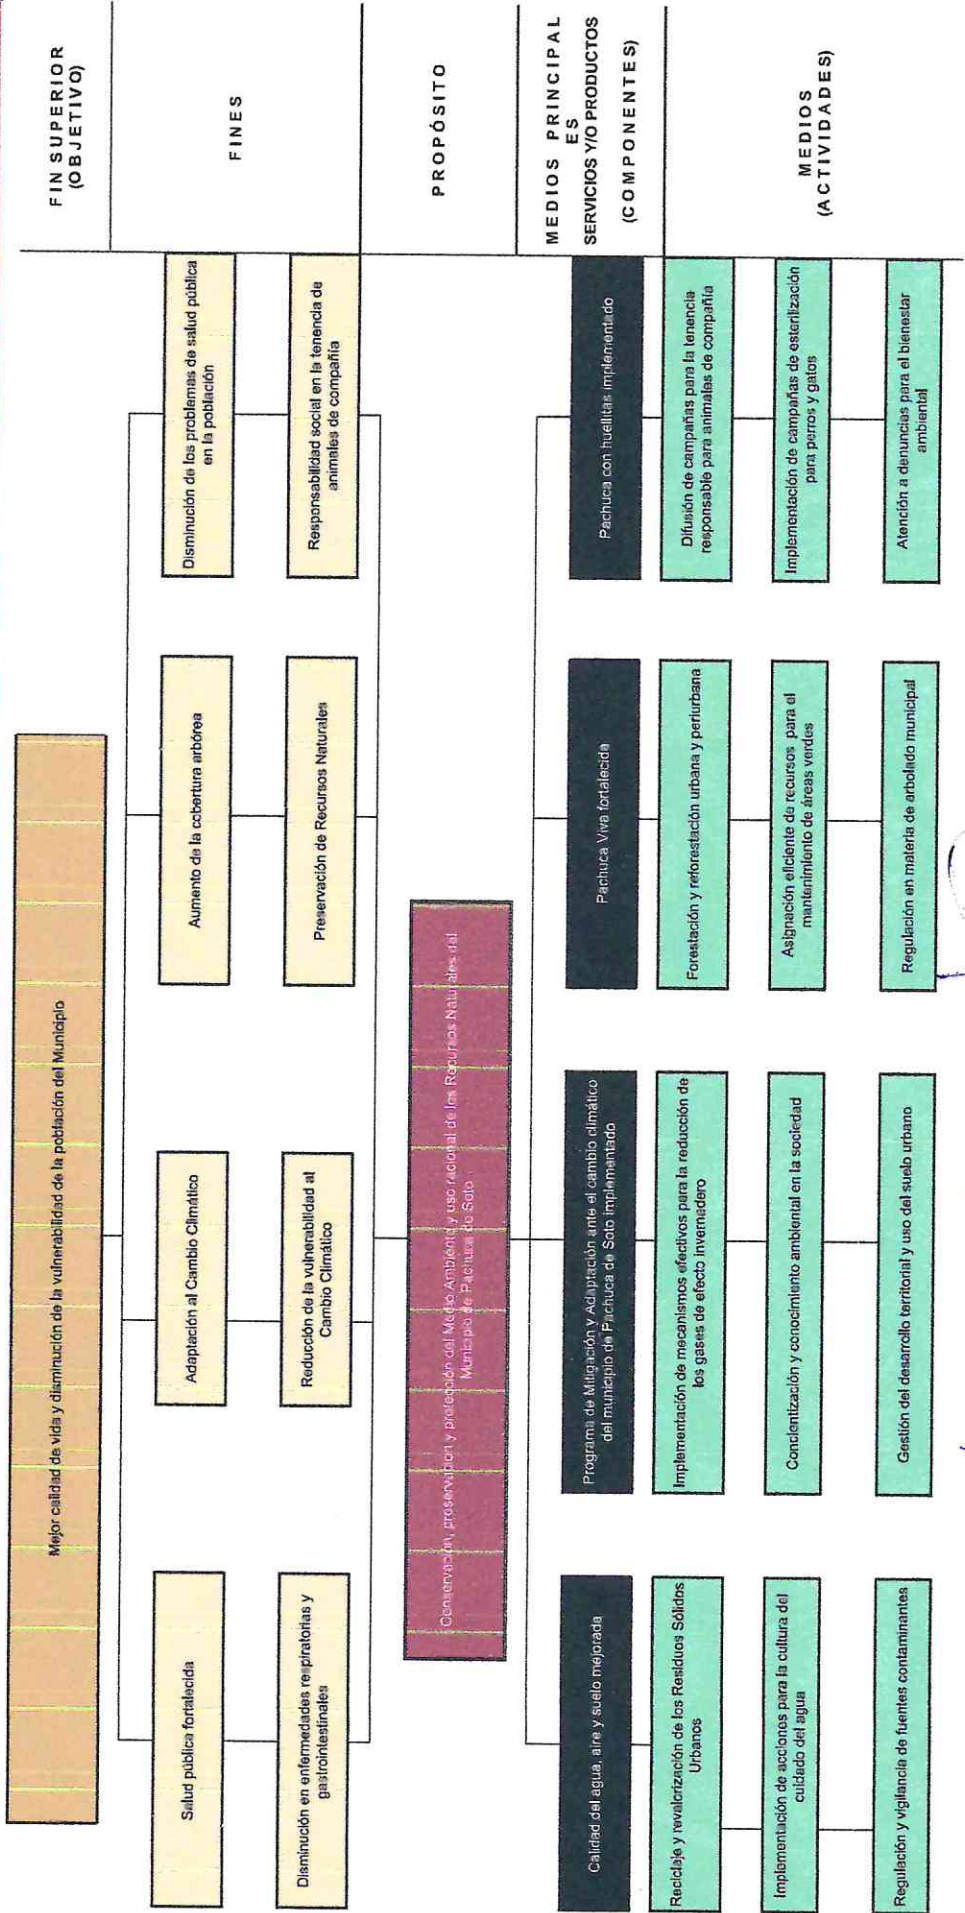 Mejor calidad de vida y disminución de la vulnerabilidad de la población del Municipio
FIN SUPERIOR
(OBJETIVO)
Salud pública fortalecida
Adaptación al Cambio Climático
Aumento de la cobertura arbórea
Disminución de los problemas de salud pública
en la población
FINES
Disminución en enfermedades respiratorias y
gastrointestinales
Reducción de la vulnerabilidad al
Cambio Climático
Preservación de Recursos Naturales
Responsabilidad social en la tenencia de
animales de compañía
Conservación, preservación y protección del Medio Ambiente y uso racional de los Recursos Naturales del
Municipio de Pachuca de Soto
PROPÓSITO
Calidad del agua, aire y suelo mejorada
Programa de Mitigación y Adaptación ante el cambio climático
del municipio de Pachuca de Soto implementado
Pachuca Viva fortalecida
Pachuca con huellitas implementado
MEDIOS PRINCIPAL
ES
SERVICIOS Y/O PRODUCTOS
(COMPONENTES)
Reciclaje y revalorización de los Residuos Sólidos
Urbanos
Implementación de mecanismos efectivos para la reducción de
los gases de efecto invernadero
Forestación y reforestación urbana y periurbana
Difusión de campañas para la tenencia
responsable para animales de compañía
Implementación de acciones para la cultura del
cuidado del agua
Concientización y conocimiento ambiental en la sociedad
Asignación eficiente de recursos para el
mantenimiento de áreas verdes
Implementación de campañas de esterilización
para perros y gatos
MEDIOS
(ACTIVIDADES)
Regulación y vigilancia de fuentes contaminantes
Gestión del desarrollo territorial y uso del suelo urbano
Regulación en materia de arbolado municipal
Atención a denuncias para el bienestar
ambiental